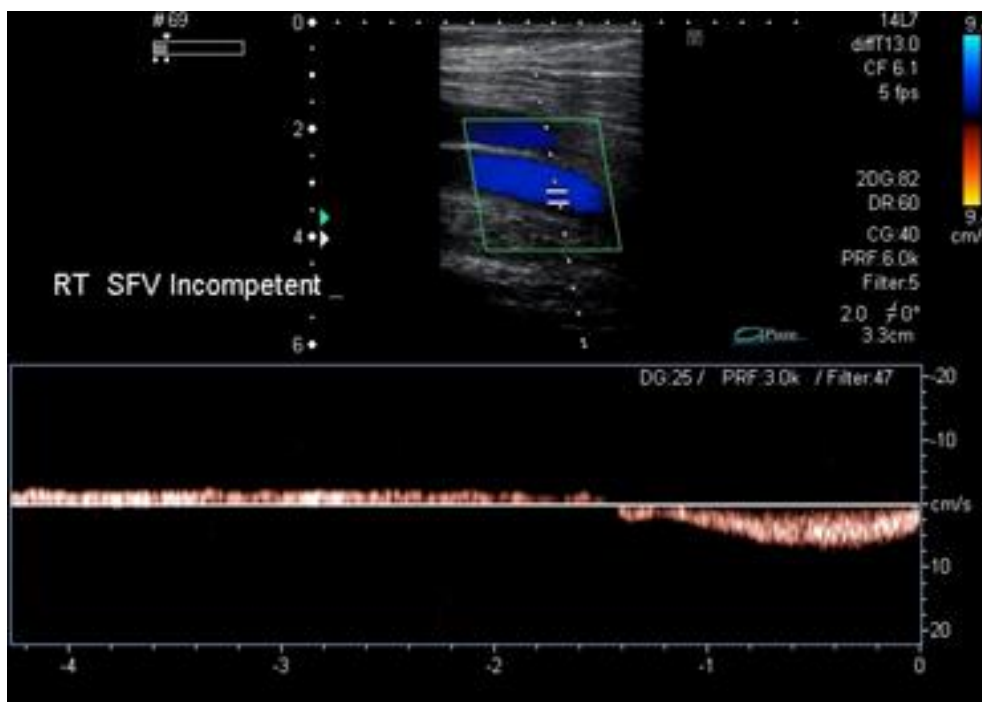 #69
0
2
4
6
14L7
diffT13.0
CF 6.1
5 fps
2DG:82
DR:60
CG:40
PRF:6.0k
Filter:5
2.0 0°
3.3cm
9.
9.
cm/
RT SFV Incompetent _
DG:25 / PRF:3.0k / Filter:47
-20
-10
cm/s
10
20
-4 -3 -2 -1 0